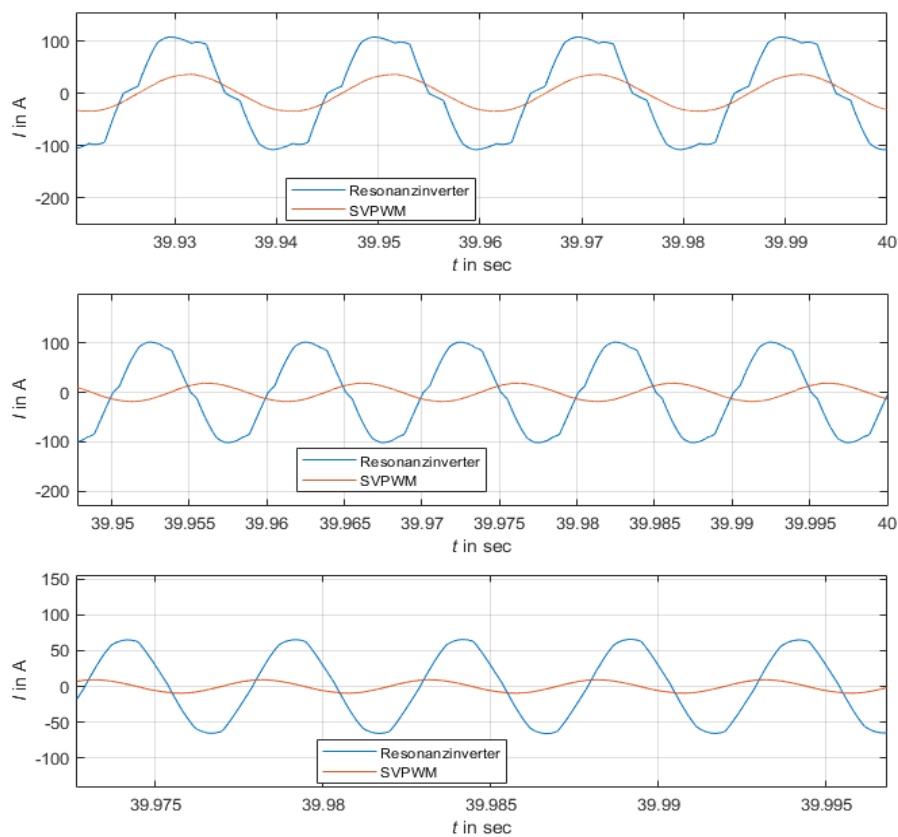 100
0
-100
-200
I in A
Resonanzinverter
SVPWM
39.93 39.94 39.95 39.96 39.97 39.98 39.99 40
t in sec
100
0
-100
-200
I in A
Resonanzinverter
SVPWM
39.95 39.955 39.96 39.965 39.97 39.975 39.98 39.985 39.99 39.995 40
t in sec
150
100
50
0
-50
-100
I in A
Resonanzinverter
SVPWM
39.975 39.98 39.985 39.99 39.995
t in sec